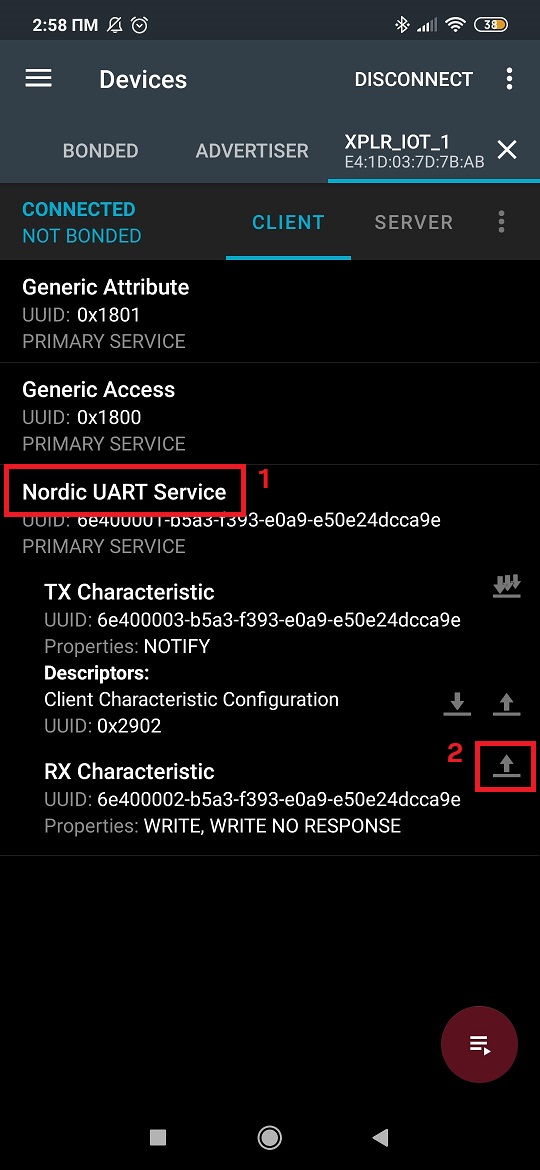 2:58 ΠΜ
38
Devices
DISCONNECT
BONDED
ADVERTISER
XPLR_IOT_1
E4:1D:03:7D:7B:AB
CONNECTED
NOT BONDED
CLIENT
SERVER
Generic Attribute
UUID: 0x1801
PRIMARY SERVICE
Generic Access
UUID: 0x1800
PRIMARY SERVICE
Nordic UART Service
1
UUID: 6e400001-b5a3-f393-e0a9-e50e24dcca9e
PRIMARY SERVICE
TX Characteristic
UUID: 6e400003-b5a3-f393-e0a9-e50e24dcca9e
Properties: NOTIFY
Descriptors:
Client Characteristic Configuration
UUID: 0x2902
2
RX Characteristic
UUID: 6e400002-b5a3-f393-e0a9-e50e24dcca9e
Properties: WRITE, WRITE NO RESPONSE